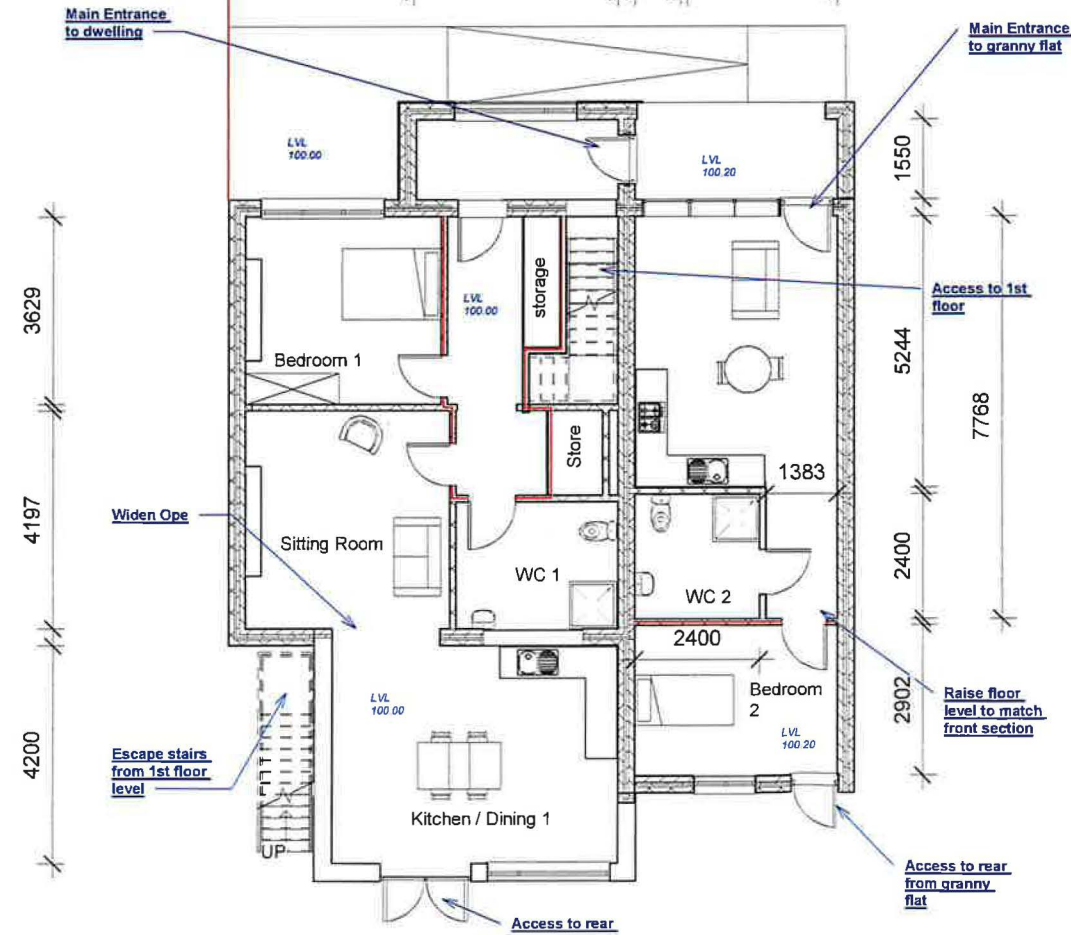 Main Entrance
to dwelling
Main Entrance
to granny flat
LVL
100.00
LVL
100.20
1550
3629
storage
LVL
100.00
Access to 1st
floor
5244
7768
Bedroom 1
Store
1383
4197
Widen Ope
Sitting Room
WC 1
WC 2
2400
2400
Bedroom
2
LVL
100.20
2902
Raise floor
level to match
front section
LVL
100.00
4200
Escape stairs
from 1st floor
level
UP
Kitchen / Dining 1
Access to rear
from granny
flat
Access to rear